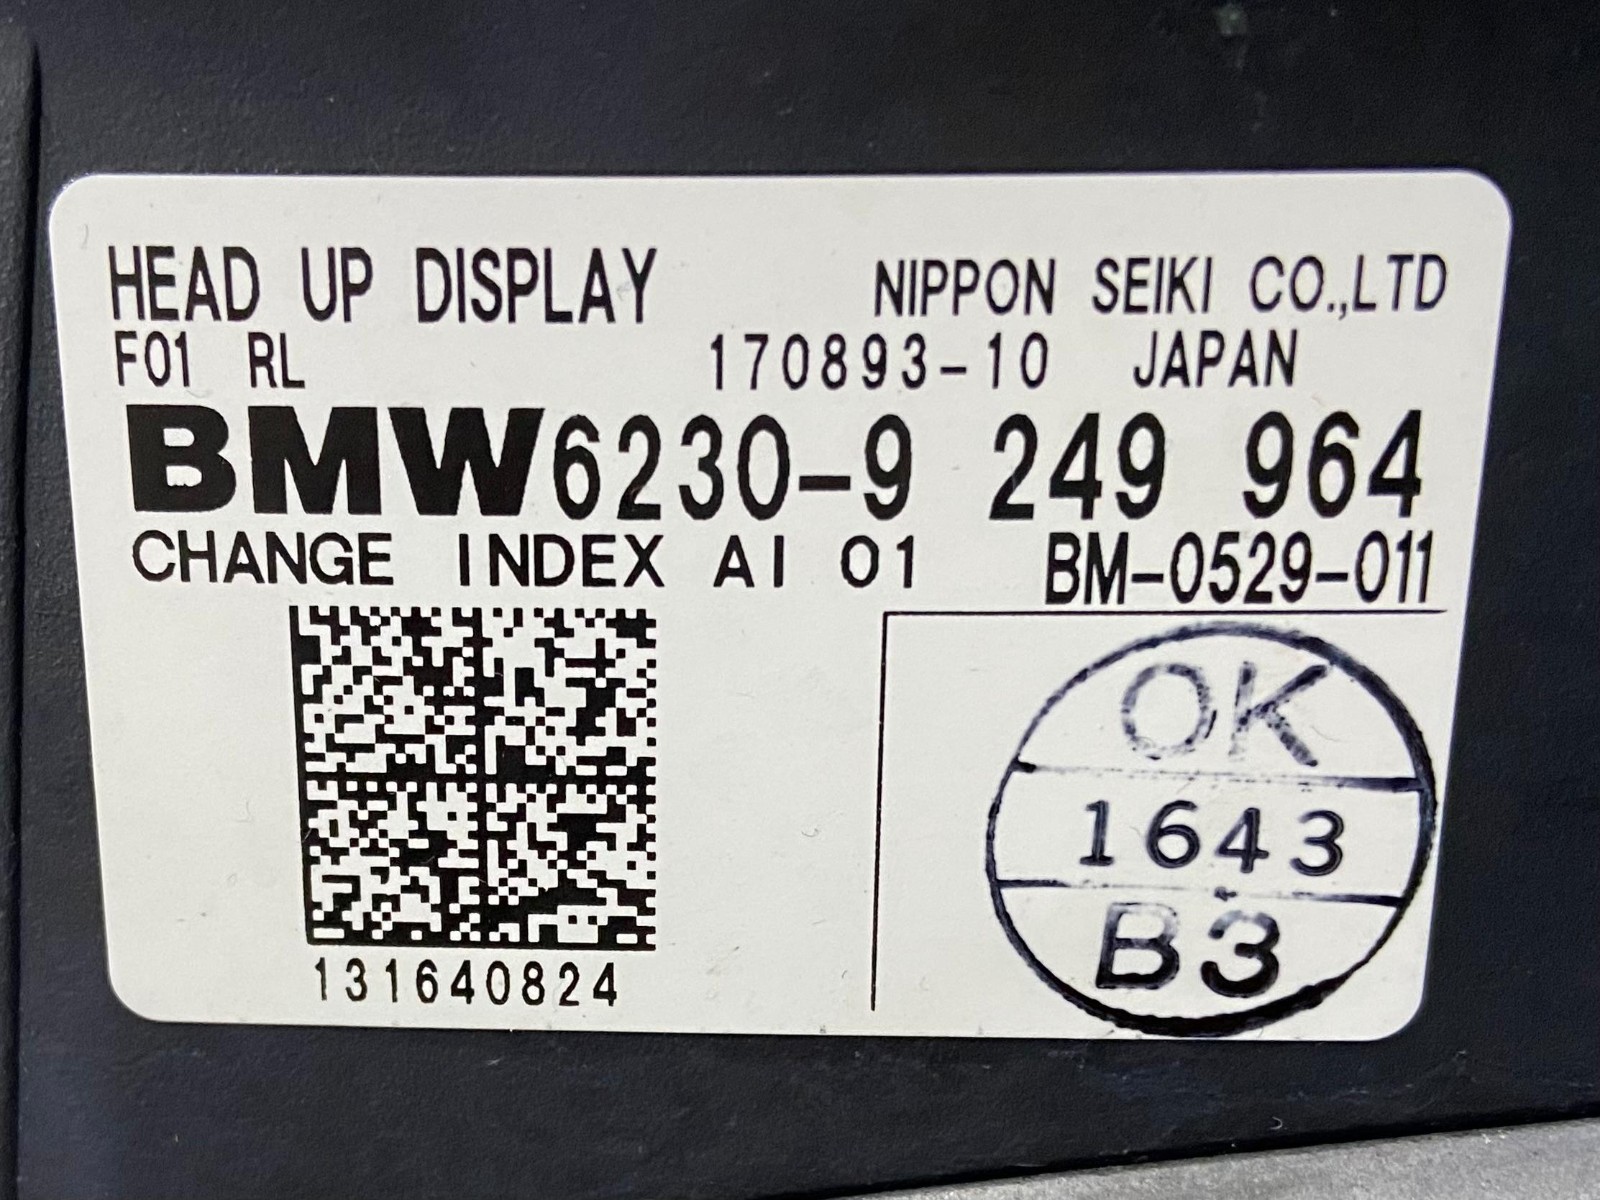 HEAD UP DISPLAY NIPPON SEIKI CO.,LTD
F01 RL 170893-10 JAPAN
BMW6230-9 249 964
CHANGE INDEX AI 01 BM-0529-011
131640824
OK
1643
B3